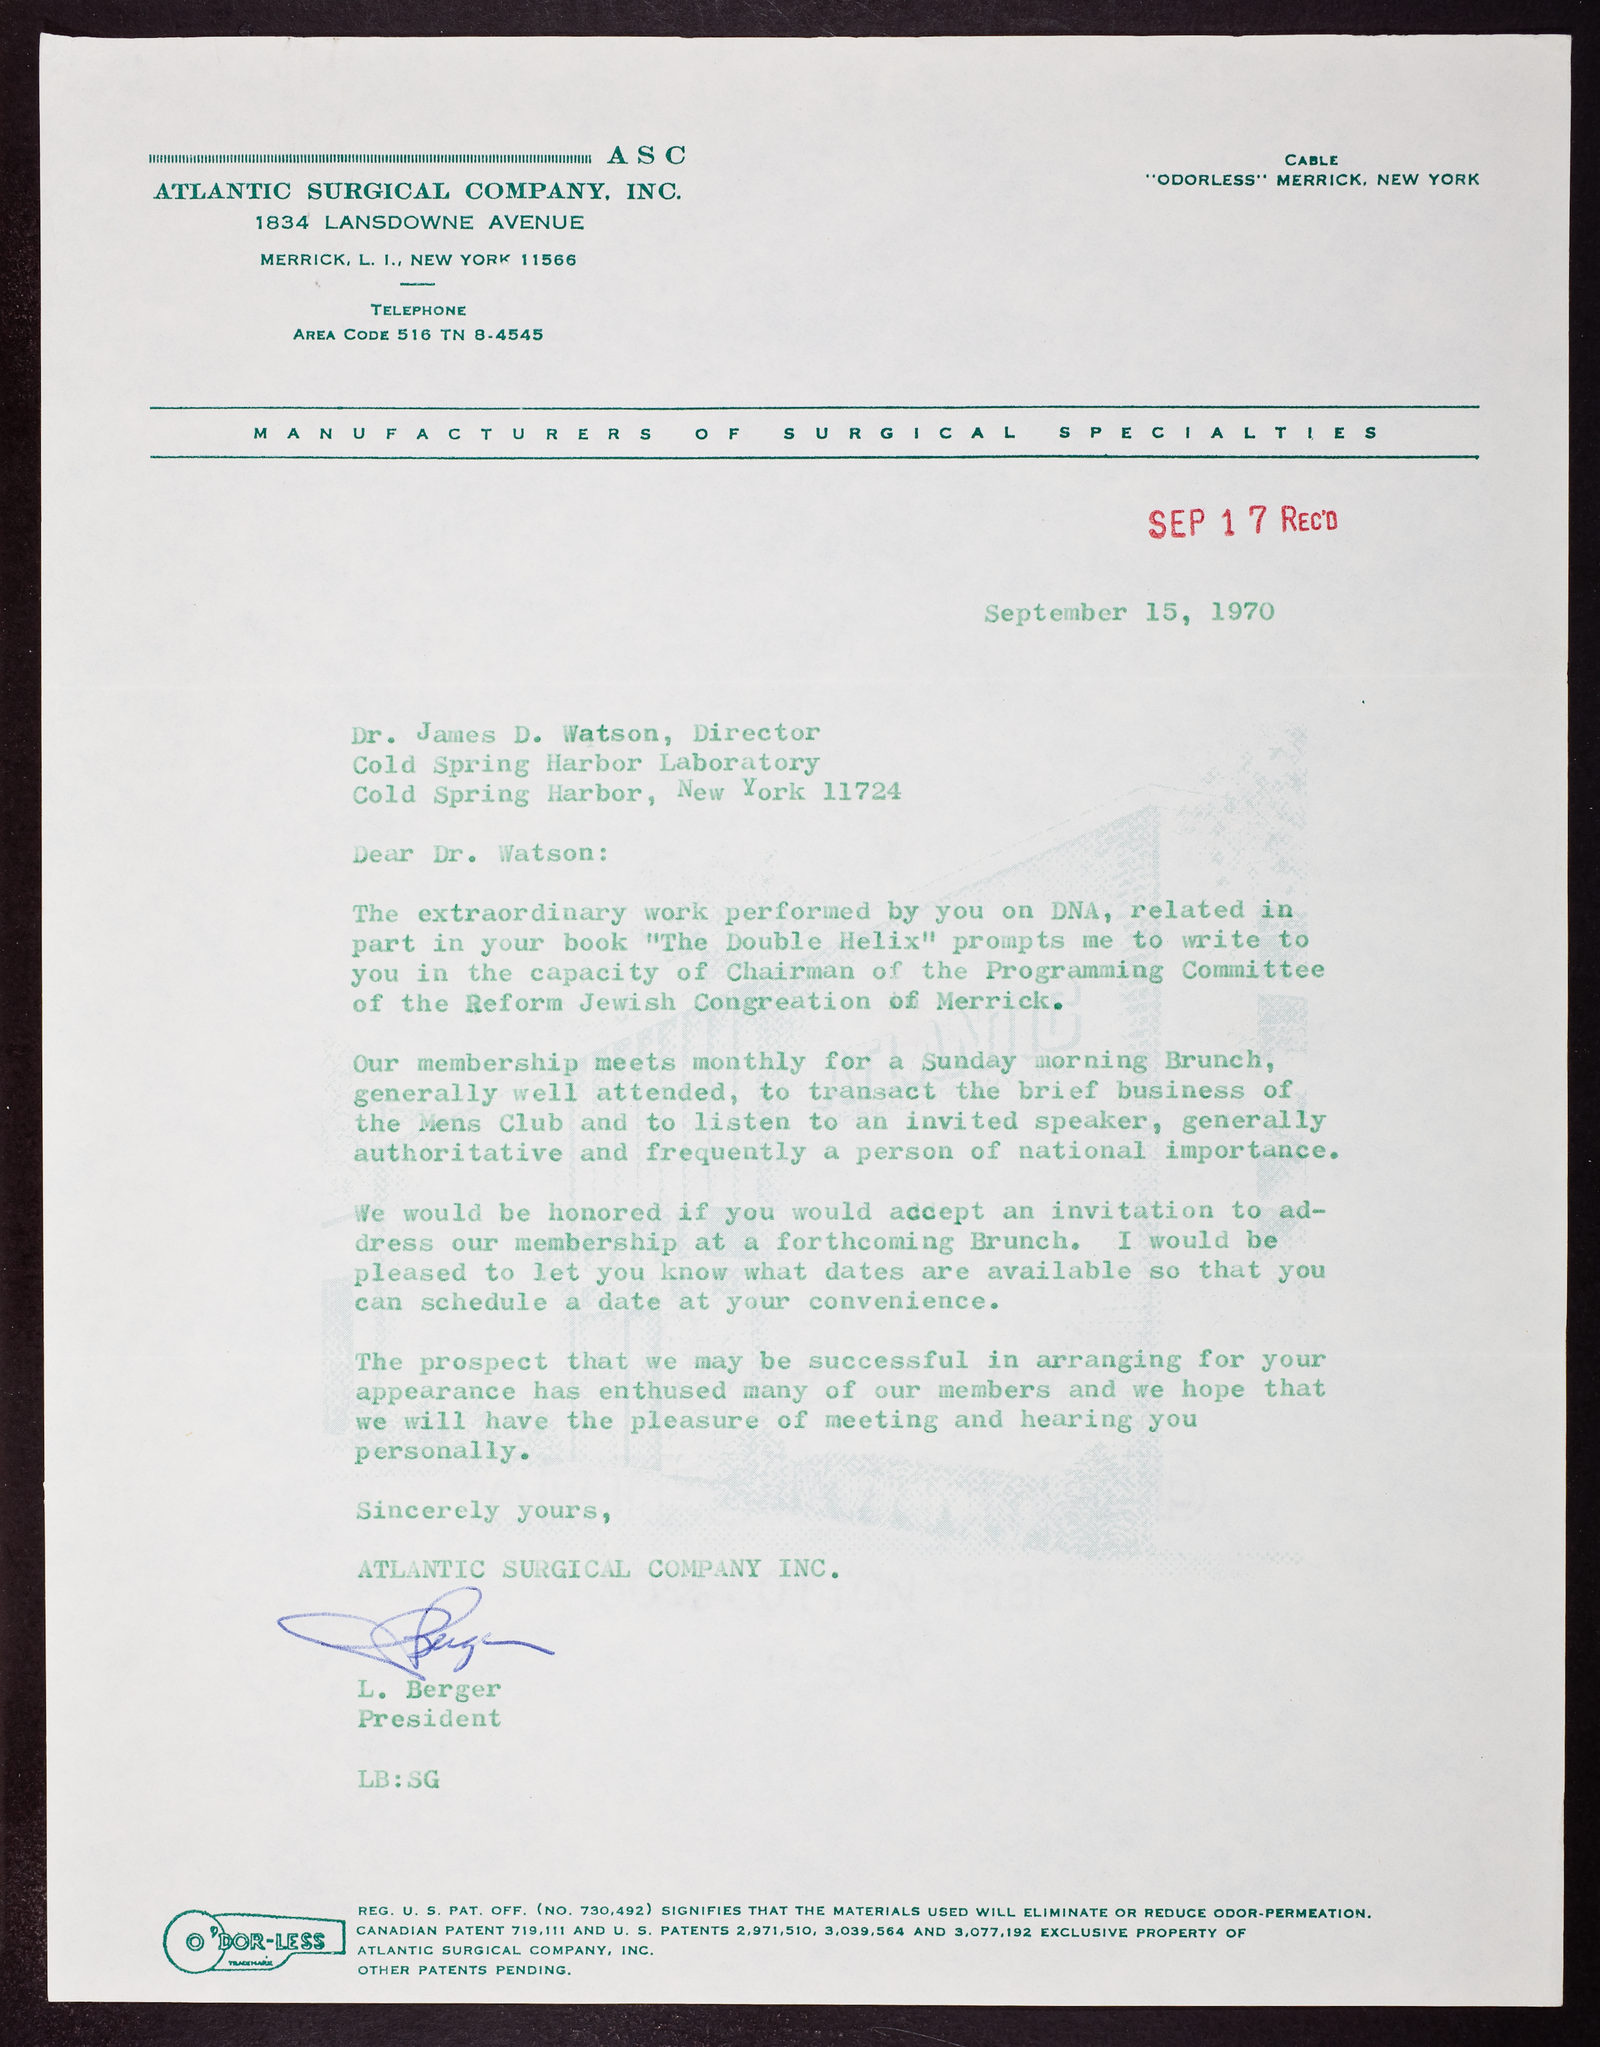 ASC
ATLANTIC SURGICAL COMPANY, INC.
1834 LANSDOWNE AVENUE
MERRICK, L. I., NEW YORK 11566
TELEPHONE
AREA CODE 516 TN 8-4545
CABLE
"ODORLESS" MERRICK, NEW YORK
MANUFACTURERS OF SURGICAL SPECIALTIES
SEP 17 REC'D
September 15, 1970
Dr. James D. Watson, Director
Cold Spring Harbor Laboratory
Cold Spring Harbor, New York 11724
Dear Dr. Watson:
The extraordinary work performed by you on DNA, related in
part in your book "The Double Helix" prompts me to write to
you in the capacity of Chairman of the Programming Committee
of the Reform Jewish Congreation of Merrick.
Our membership meets monthly for a Sunday morning Brunch,
generally well attended, to transact the brief business of
the Mens Club and to listen to an invited speaker, generally
authoritative and frequently a person of national importance.
We would be honored if you would accept an invitation to ad-
dress our membership at a forthcoming Brunch. I would be
pleased to let you know what dates are available so that you
can schedule a date at your convenience.
The prospect that we may be successful in arranging for your
appearance has enthused many of our members and we hope that
we will have the pleasure of meeting and hearing you
personally.
Sincerely yours,
ATLANTIC SURGICAL COMPANY INC.
L. Berger
President
LB:SG
O'DOR-LESS
TRADEMARK
REG. U. S. PAT. OFF. (NO. 730,492) SIGNIFIES THAT THE MATERIALS USED WILL ELIMINATE OR REDUCE ODOR-PERMEATION.
CANADIAN PATENT 719,111 AND U. S. PATENTS 2,971,510, 3,039,564 AND 3,077,192 EXCLUSIVE PROPERTY OF
ATLANTIC SURGICAL COMPANY, INC.
OTHER PATENTS PENDING.